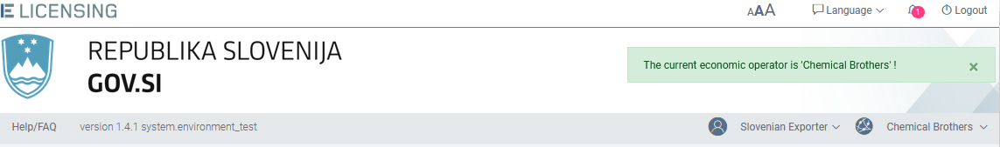 E LICENSING
AAA
Language
1
Logout
REPUBLIKA SLOVENIJA
GOV.SI
The current economic operator is 'Chemical Brothers' !
×
Help/FAQ
version 1.4.1 system.environment_test
Slovenian Exporter
Chemical Brothers